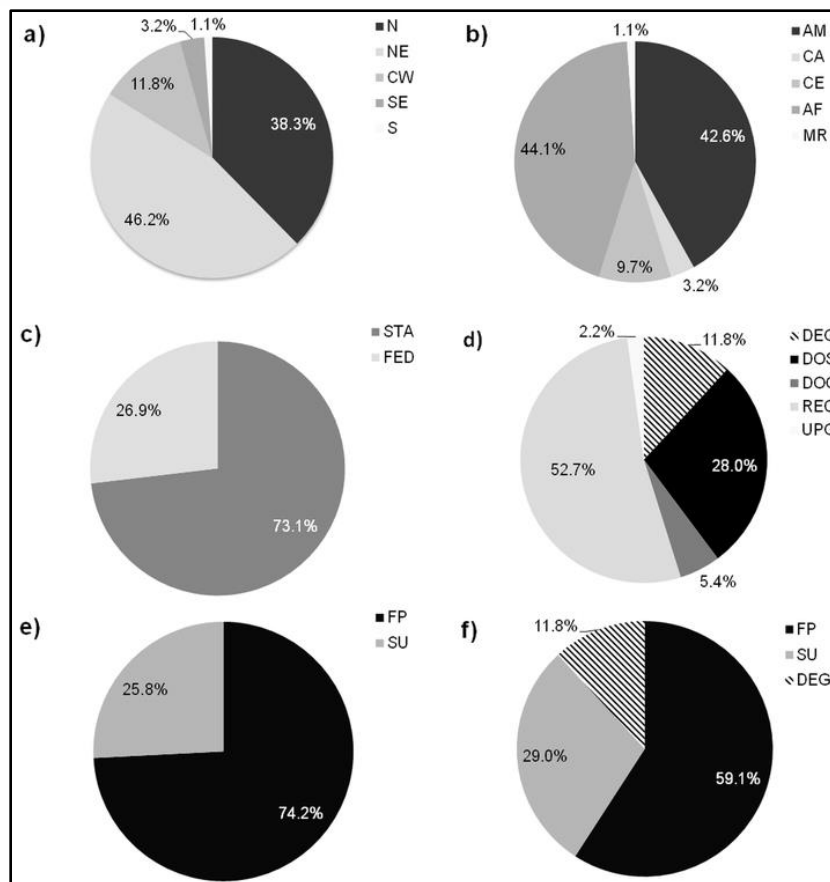 a)
3.2%
1.1%
11.8%
38.3%
46.2%
N
NE
CW
SE
S
b)
1.1%
44.1%
42.6%
9.7%
3.2%
AM
CA
CE
AF
MR
c)
26.9%
73.1%
STA
FED
d)
2.2%
11.8%
52.7%
28.0%
5.4%
DEG
DOS
REC
e)
25.8%
74.2%
FP
SU
f)
11.8%
29.0%
59.1%
FP
SU
DEG